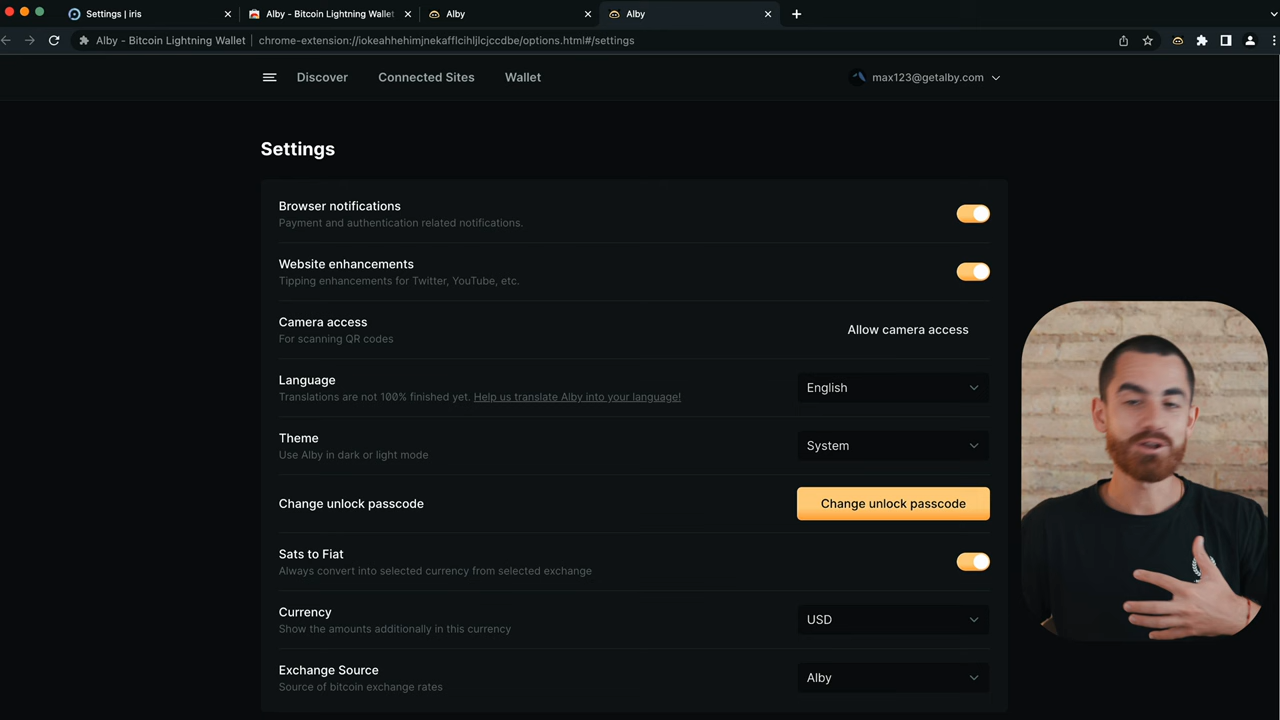 Settings | iris
Alby - Bitcoin Lightning Wallet
Alby
Alby
Alby - Bitcoin Lightning Wallet
chrome-extension://iokeahhehimjnekafflcihljlcjccdbe/options.html#/settings
Discover
Connected Sites
Wallet
max123@getalby.com
Settings
Browser notifications
Payment and authentication related notifications.
Website enhancements
Tipping enhancements for Twitter, YouTube, etc.
Camera access
For scanning QR codes
Allow camera access
Language
Translations are not 100% finished yet. Help us translate Alby into your language!
English
Theme
Use Alby in dark or light mode
System
Change unlock passcode
Change unlock passcode
Sats to Fiat
Always convert into selected currency from selected exchange
Currency
Show the amounts additionally in this currency
USD
Exchange Source
Source of bitcoin exchange rates
Alby